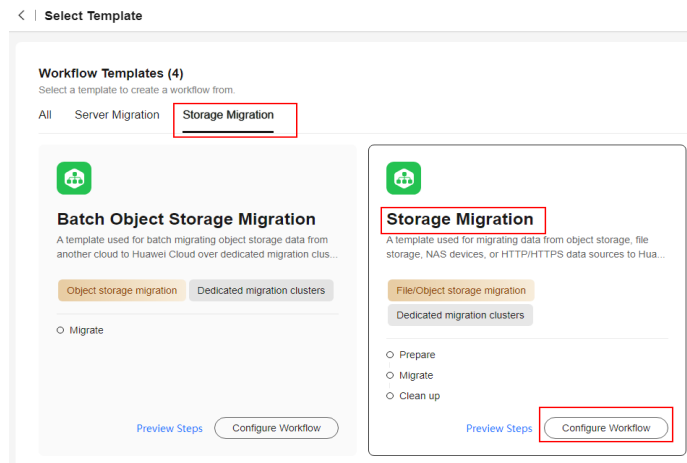 Select Template
Workflow Templates (4)
Select a template to create a workflow from.
All Server Migration Storage Migration
Batch Object Storage Migration
A template used for batch migrating object storage data from
another cloud to Huawei Cloud over dedicated migration clus...
Object storage migration Dedicated migration clusters
Migrate
Preview Steps Configure Workflow
Storage Migration
A template used for migrating data from object storage, file
storage, NAS devices, or HTTP/HTTPS data sources to Hua...
File/Object storage migration
Dedicated migration clusters
Prepare
Migrate
Clean up
Preview Steps Configure Workflow